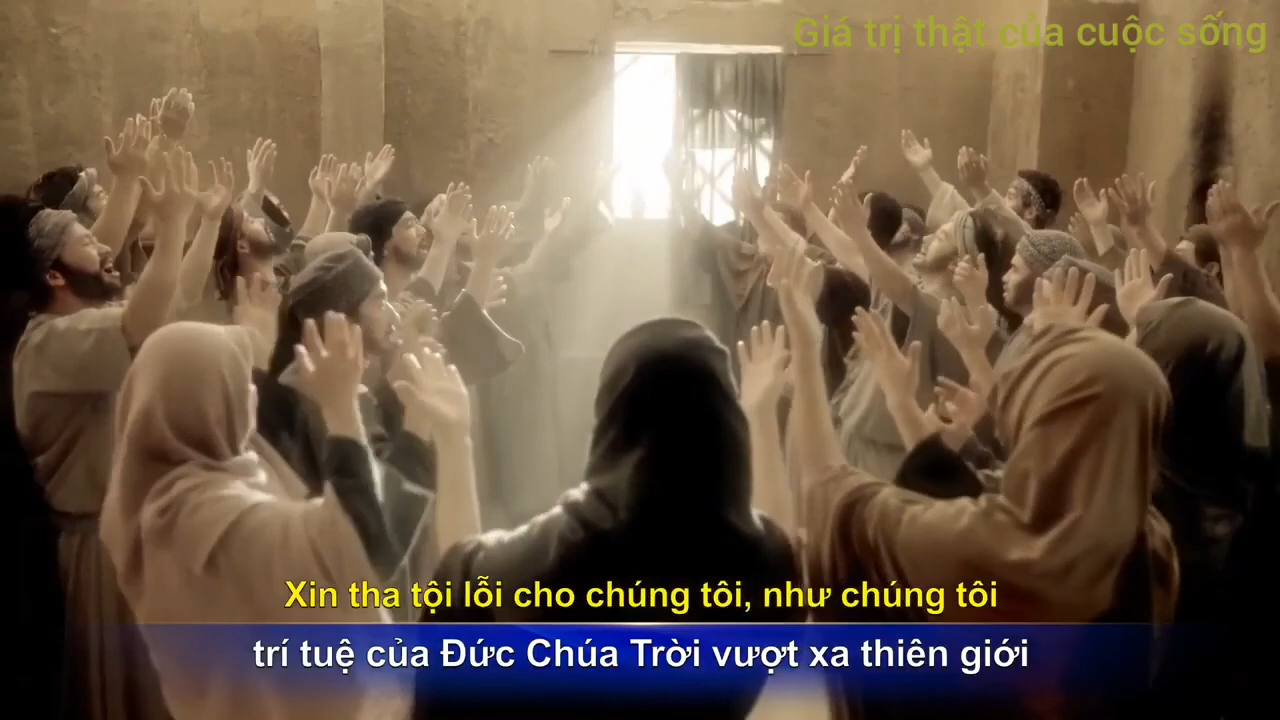 Giá trị thật của cuộc sống
Xin tha tội lỗi cho chúng tôi, như chúng tôi
trí tuệ của Đức Chúa Trời vượt xa thiên giới